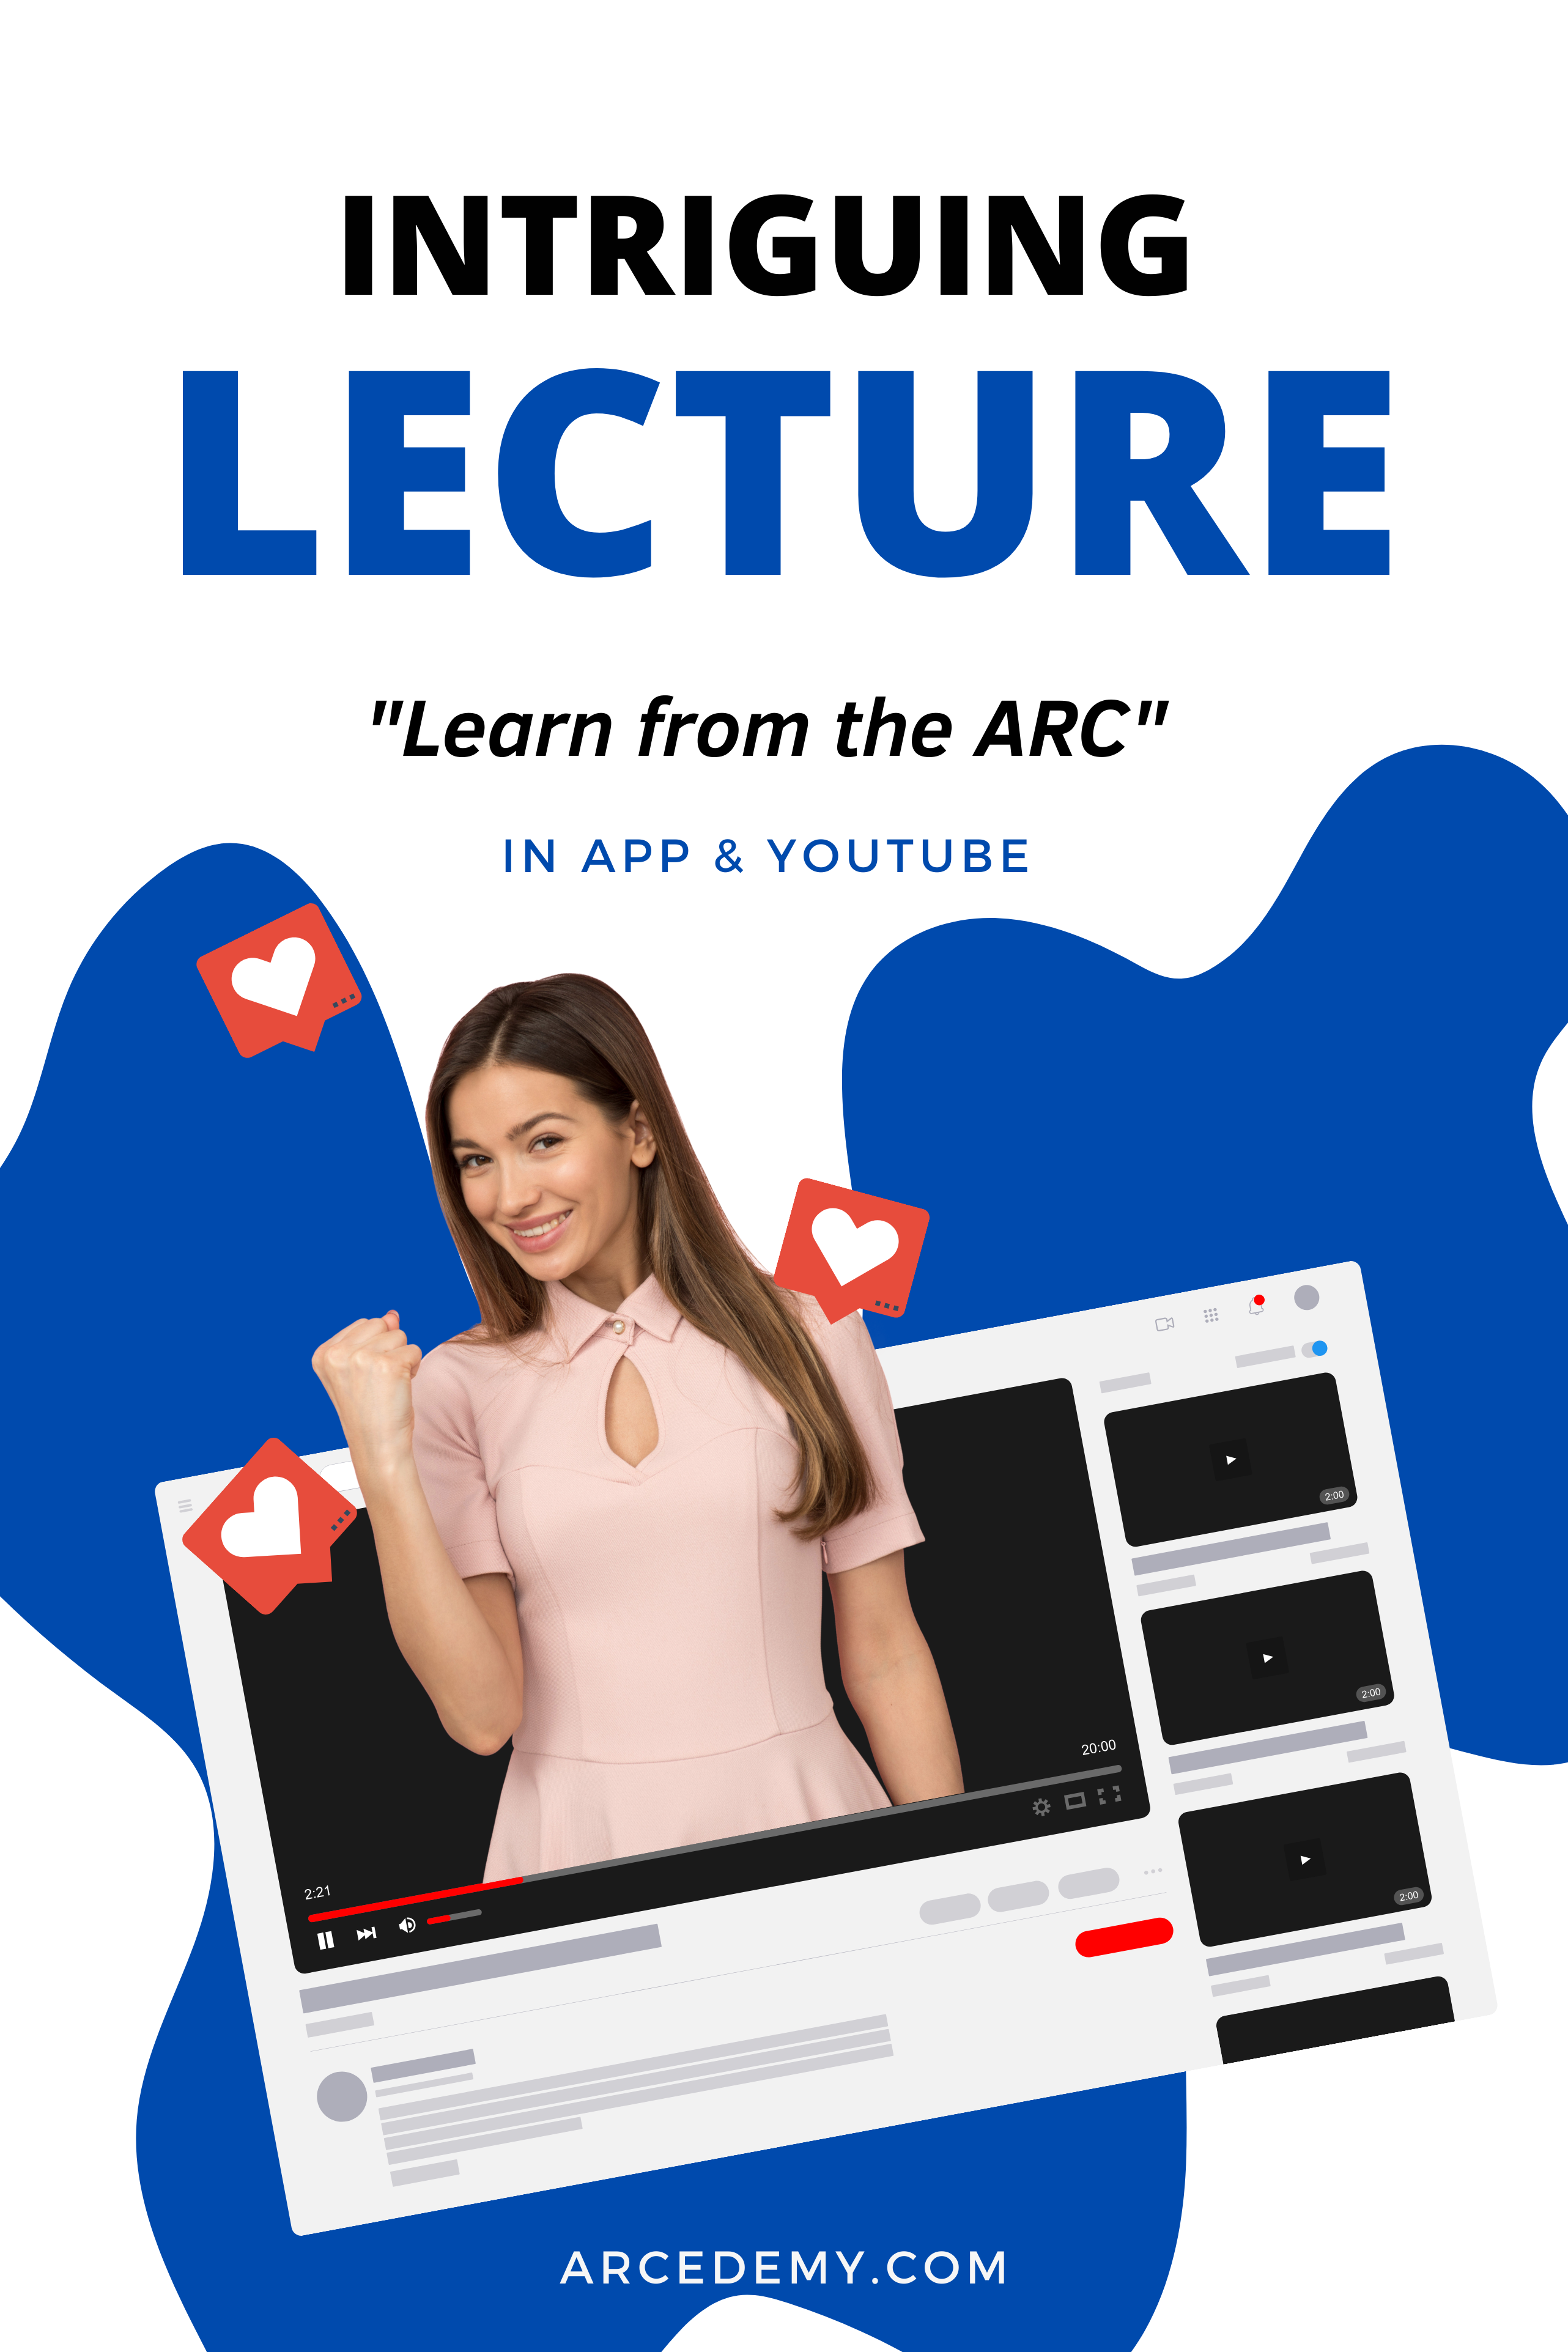 INTRIGUING
LECTURE
"Learn from the ARC"
IN APP & YOUTUBE
2:00
2:00
20:00
2:00
2:21
ARCEDEMY.COM